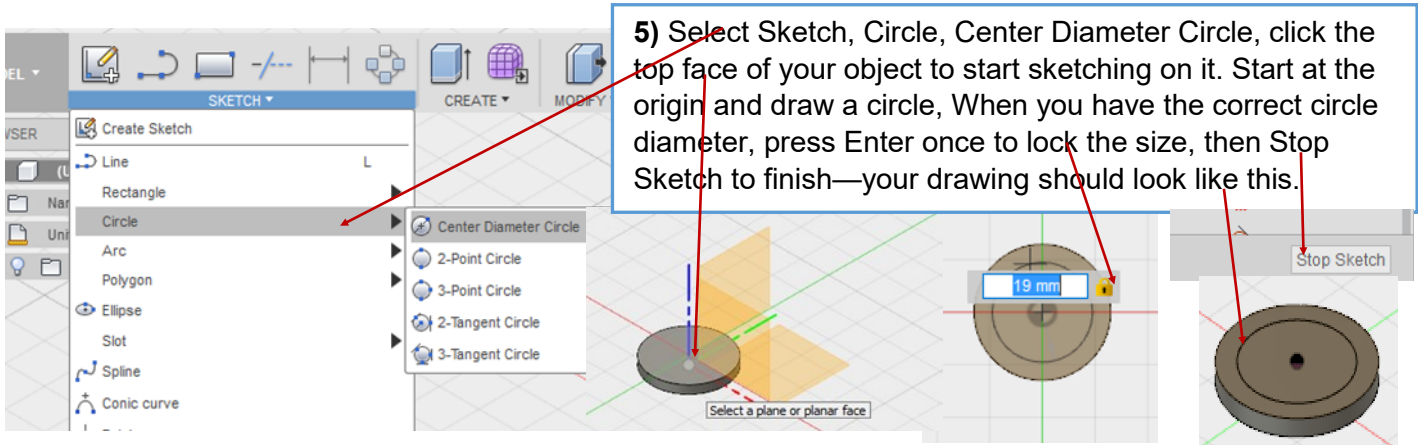 5) Select Sketch, Circle, Center Diameter Circle, click the
top face of your object to start sketching on it. Start at the
origin and draw a circle, When you have the correct circle
diameter, press Enter once to lock the size, then Stop
Sketch to finish—your drawing should look like this.
SKETCH
CREATE
MODIFY
Create Sketch
Line L
Rectangle
Circle
Arc
Polygon
Ellipse
Slot
Spline
Conic curve
Center Diameter Circle
2-Point Circle
3-Point Circle
2-Tangent Circle
3-Tangent Circle
Select a plane or planar face
19 mm
Stop Sketch